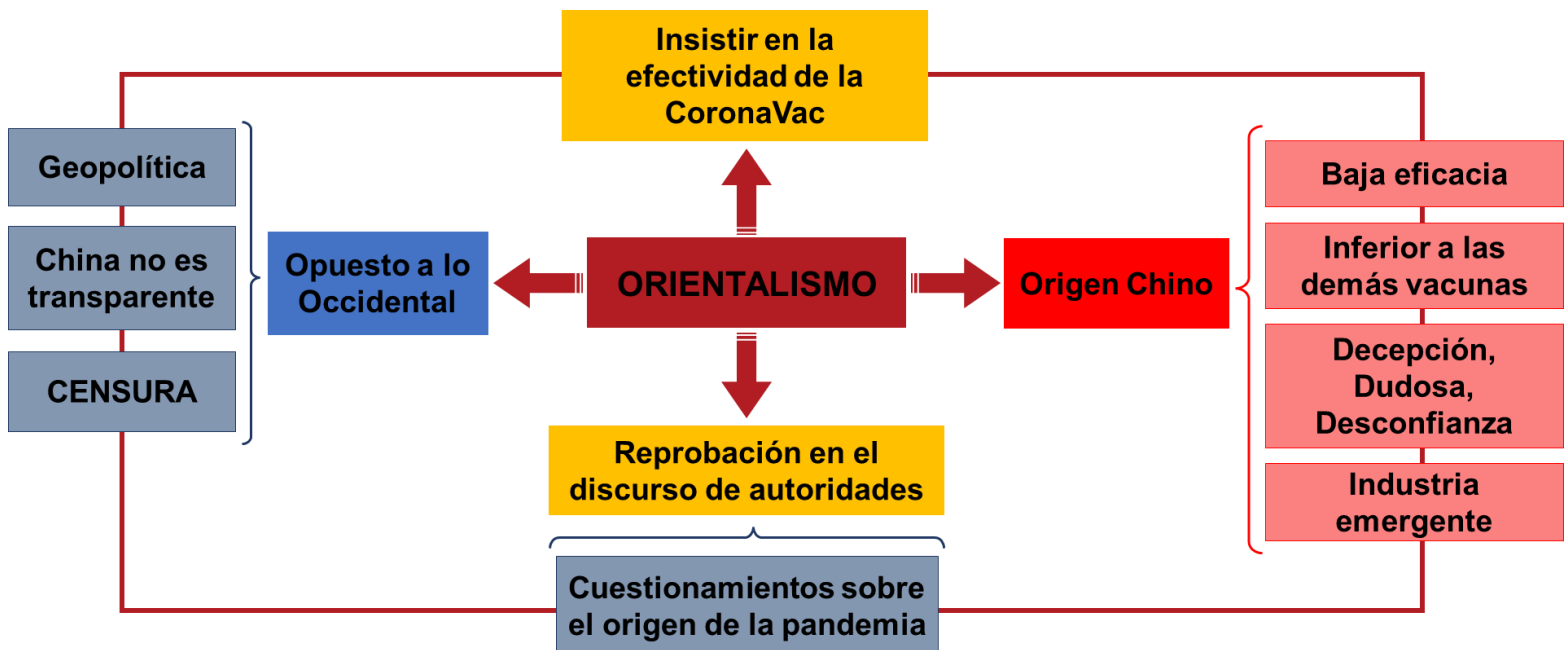 Insistir en la
efectividad de la
CoronaVac
Geopolítica
China no es
transparente
CENSURA
Opuesto a lo
Occidental
ORIENTALISMO
Origen Chino
Baja eficacia
Inferior a las
demás vacunas
Decepción,
Dudosa,
Desconfianza
Industria
emergente
Reprobación en el
discurso de autoridades
Cuestionamientos sobre
el origen de la pandemia